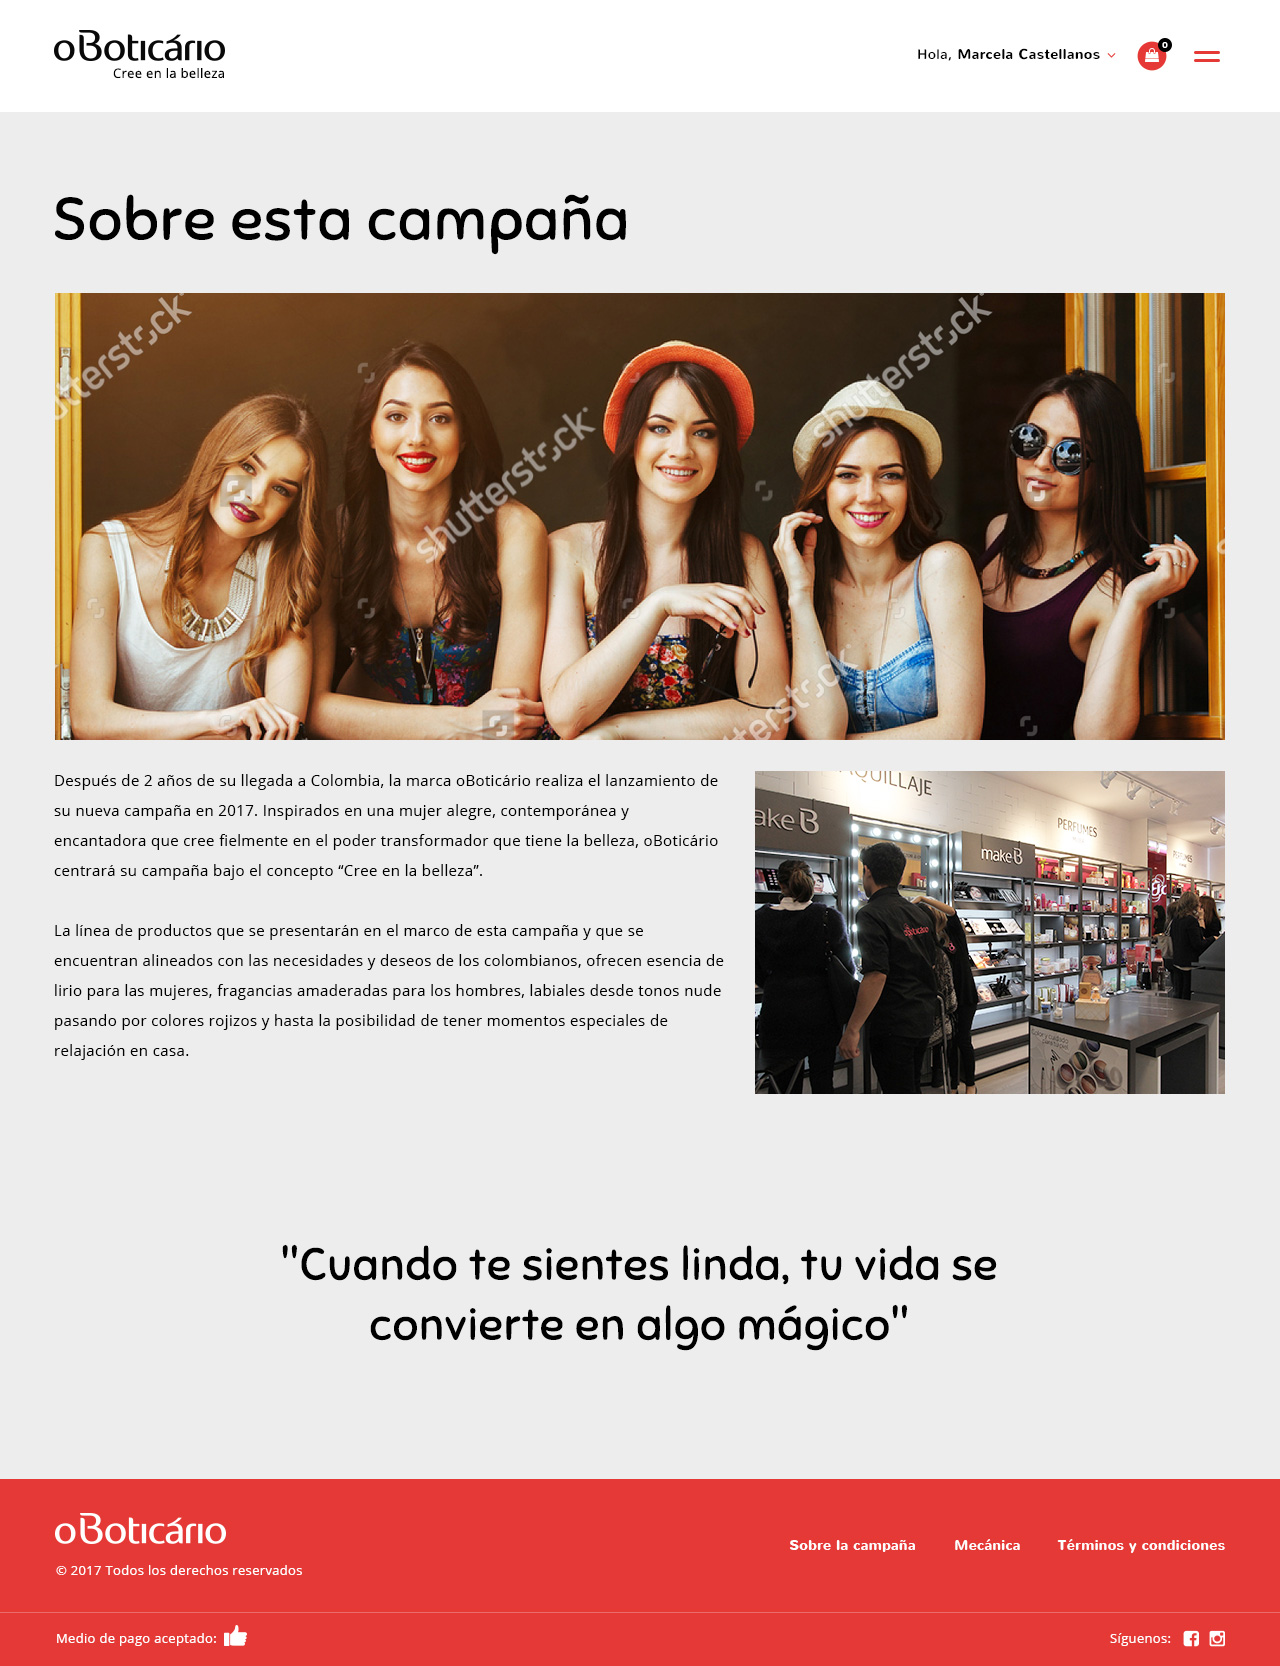 oBoticário
Cree en la belleza
Hola, Marcela Castellanos
0
Sobre esta campaña
shutterstock
shutterstock
shutterstock
shutterstock
Después de 2 años de su llegada a Colombia, la marca oBoticário realiza el lanzamiento de
su nueva campaña en 2017. Inspirados en una mujer alegre, contemporánea y
encantadora que cree fielmente en el poder transformador que tiene la belleza, oBoticário
centrará su campaña bajo el concepto “Cree en la belleza”.
La línea de productos que se presentarán en el marco de esta campaña y que se
encuentran alineados con las necesidades y deseos de los colombianos, ofrecen esencia de
lirio para las mujeres, fragancias amaderadas para los hombres, labiales desde tonos nude
pasando por colores rojizos y hasta la posibilidad de tener momentos especiales de
relajación en casa.
AQUILLAJE
ake B
make B
PERFUMES
PERFUMES
oBoticário
"Cuando te sientes linda, tu vida se
convierte en algo mágico"
oBoticário
© 2017 Todos los derechos reservados
Sobre la campaña
Mecánica
Términos y condiciones
Medio de pago aceptado:
Síguenos: